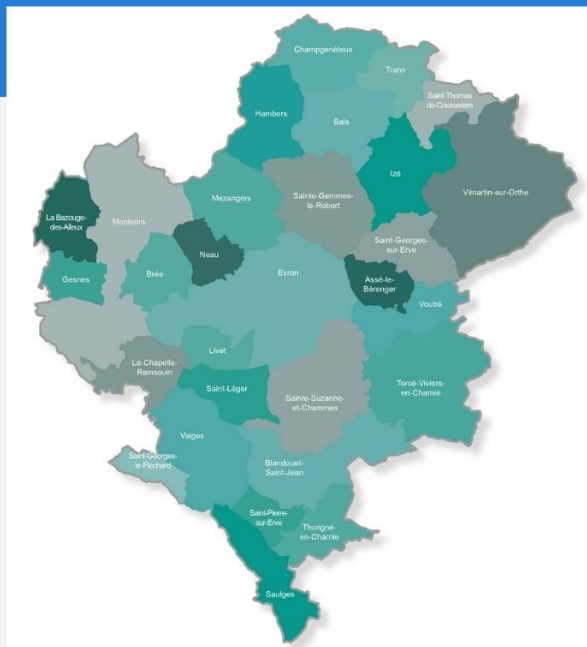 Champgenéteux
Trans
Saint-Thomas
de-Courceriers
Hambers
Bais
Izé
Vimartin-sur-Orthe
Mézangers
Sainte-Gemmes-
le-Robert
La Bazouge-
des-Alleux
Montsûrs
Neau
Saint-Georges-
sur-Erve
Gesnes
Brée
Evron
Assé-le-
Bérenger
Voutré
Livet
La-Chapelle-
Rainsouin
Saint-Léger
Sainte-Suzanne-
et-Chammes
Torcé-Viviers-
en-Charnie
Vaiges
Saint-Georges-
le-Fléchard
Blandouet-
Saint-Jean
Saint-Pierre-
sur-Erve
Thorigné-
en-Charnie
Saulges